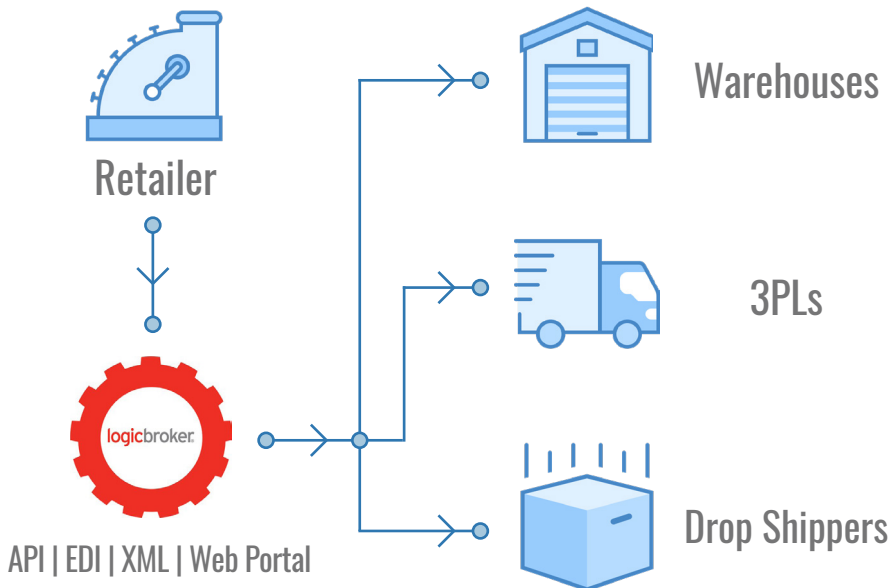 Retailer
logicbroker
API | EDI | XML | Web Portal
Warehouses
3PLs
Drop Shippers